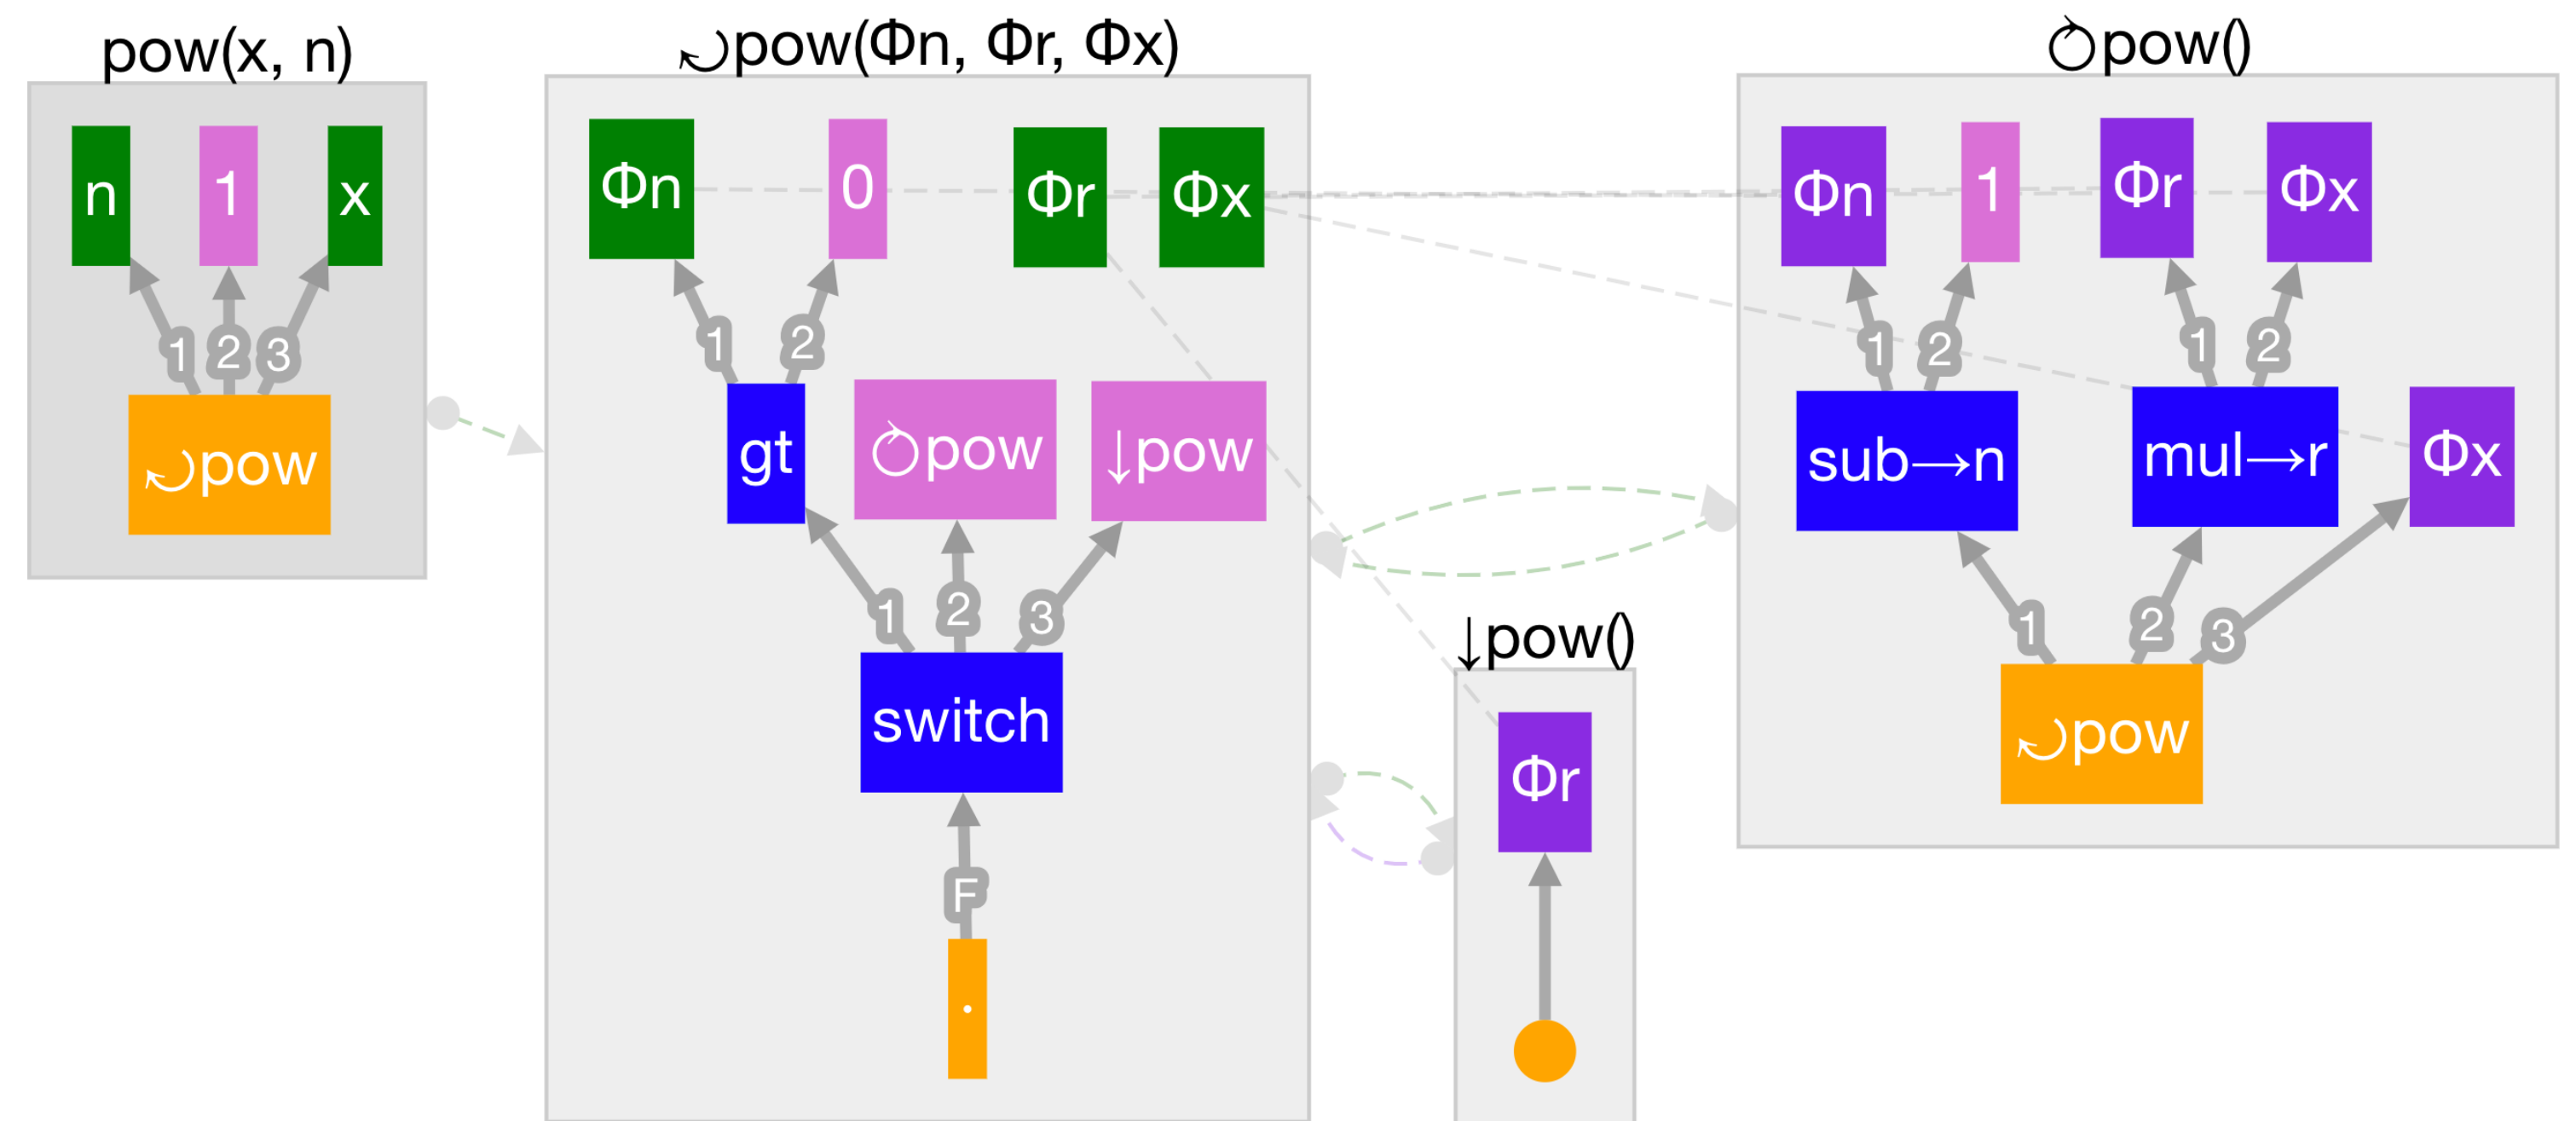 pow(x, n)
n 1 x
1 2 3
⤾pow
⤾pow(Φn, Φr, Φx)
Φn 0 Φr Φx
1 2
gt ⥁pow ↓pow
1 2 3
switch
F
·
↓pow()
Φr
⥁pow()
Φn 1 Φr Φx
1 2 1 2
sub→n mul→r Φx
1 2 3
⤾pow